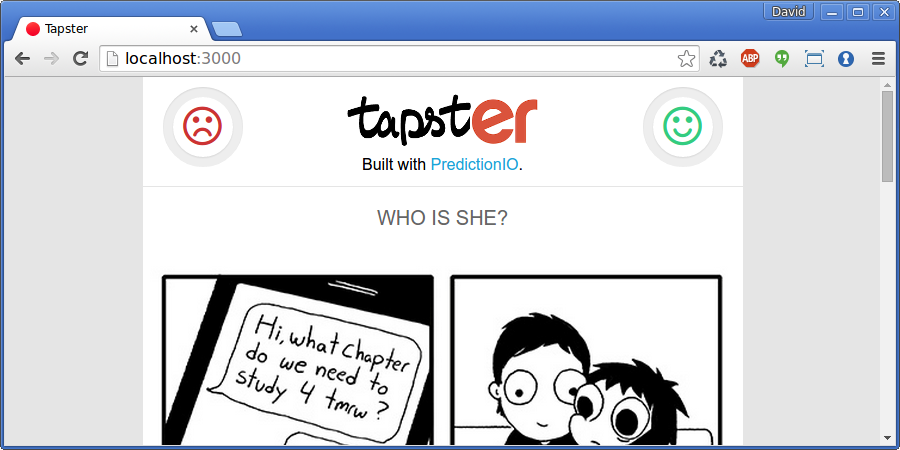 David
Tapster
localhost:3000
ABP
tapster
Built with PredictionIO.
WHO IS SHE?
Hi, what chapter
do we need to
study 4 tmrw?